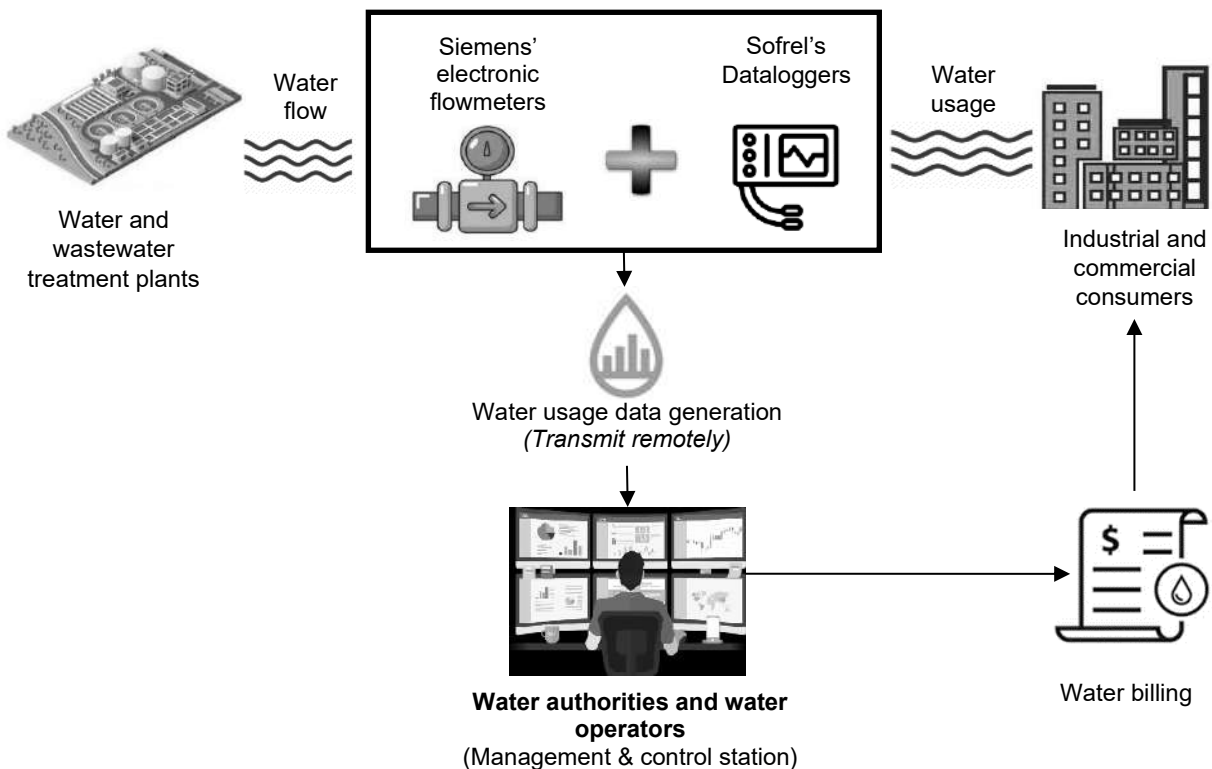 Siemens'
electronic
flowmeters
Sofrel's
Dataloggers
Water
flow
Water
usage
Water and
wastewater
treatment plants
Industrial and
commercial
consumers
Water usage data generation
(Transmit remotely)
$
Water authorities and water
operators
(Management & control station)
Water billing